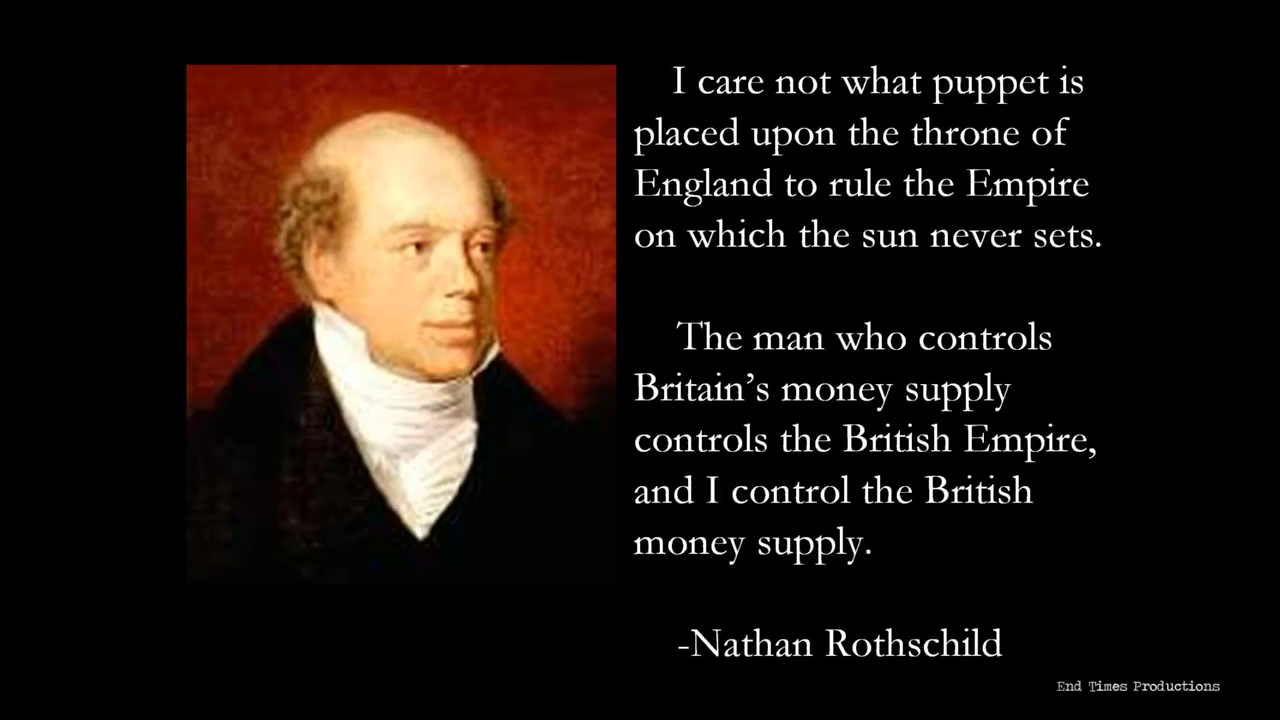 I care not what puppet is
placed upon the throne of
England to rule the Empire
on which the sun never sets.
The man who controls
Britain’s money supply
controls the British Empire,
and I control the British
money supply.
-Nathan Rothschild
End Times Productions